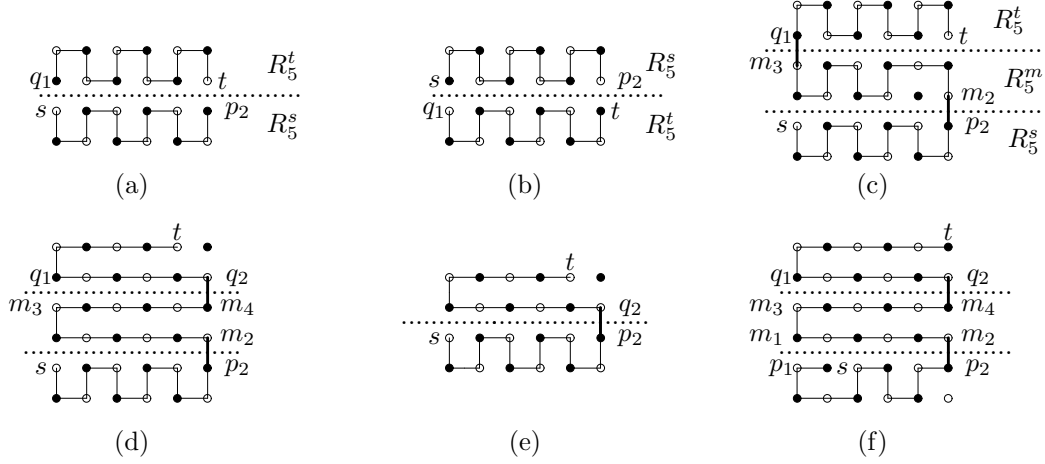 q₁ t R₅ᵗ
s p₂ R₅ˢ
(a)
s p₂ R₅ˢ
q₁ t R₅ᵗ
(b)
q₁ t R₅ᵗ
m₃ R₅ᵐ
m₂
s p₂ R₅ˢ
(c)
t
q₁ q₂
m₃ m₄
m₂
s p₂
(d)
t
q₂
s p₂
(e)
t
q₁ q₂
m₃ m₄
m₁ m₂
p₁ s p₂
(f)